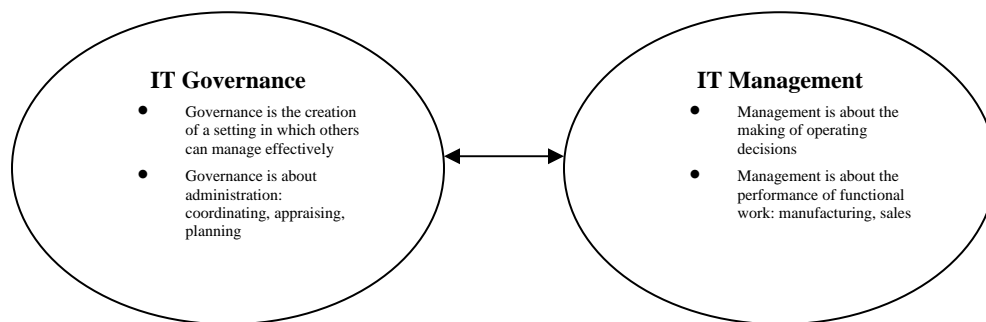 IT Governance
• Governance is the creation
of a setting in which others
can manage effectively
• Governance is about
administration:
coordinating, appraising,
planning
IT Management
• Management is about the
making of operating
decisions
• Management is about the
performance of functional
work: manufacturing, sales